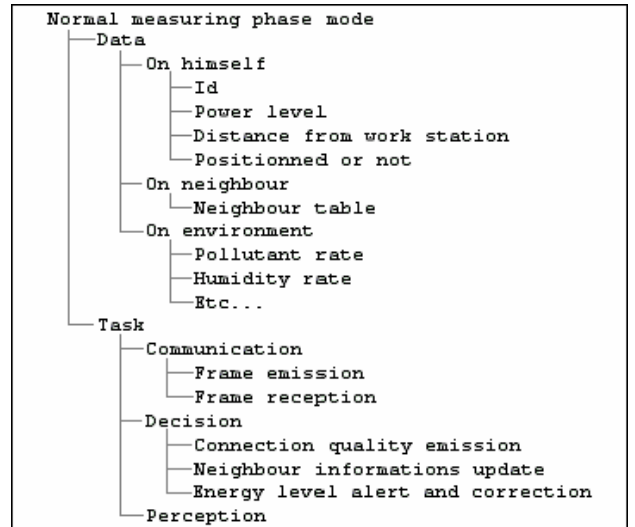 Normal measuring phase mode
Data
On himself
Id
Power level
Distance from work station
Positionned or not
On neighbour
Neighbour table
On environment
Pollutant rate
Humidity rate
Etc...
Task
Communication
Frame emission
Frame reception
Decision
Connection quality emission
Neighbour informations update
Energy level alert and correction
Perception